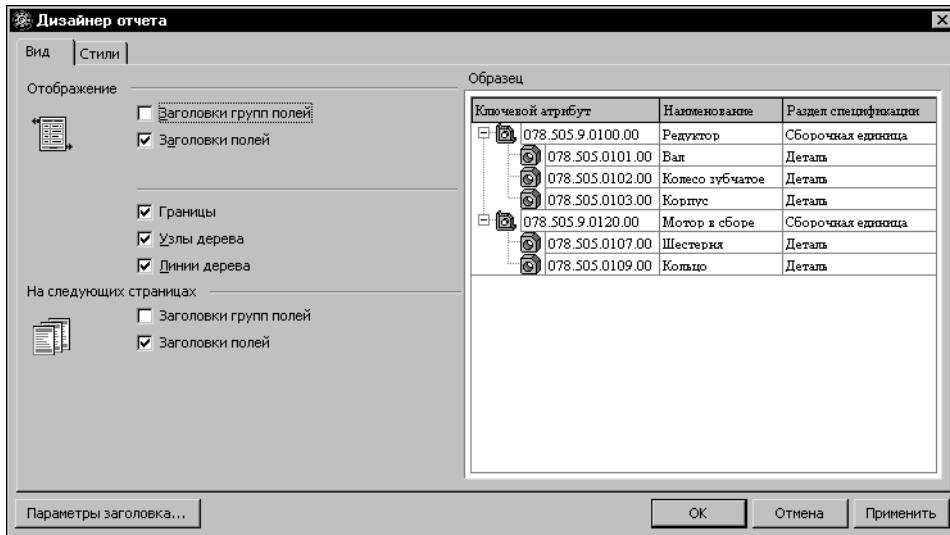 Дизайнер отчета
Вид Стили
Отображение
Заголовки групп полей
Заголовки полей
Границы
Узлы дерева
Линии дерева
На следующих страницах
Заголовки групп полей
Заголовки полей
Образец
Ключевой атрибут Наименование Раздел спецификации
078.505.9.0100.00 Редуктор Сборочная единица
078.505.0101.00 Вал Деталь
078.505.0102.00 Колесо зубчатое Деталь
078.505.0103.00 Корпус Деталь
078.505.9.0120.00 Мотор в сборе Сборочная единица
078.505.0107.00 Шестерня Деталь
078.505.0109.00 Кольцо Деталь
Параметры заголовка... OK Отмена Применить